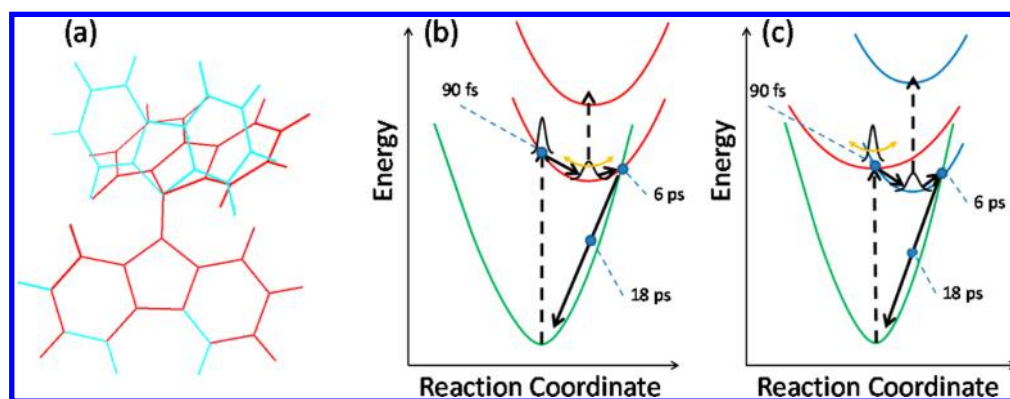 (a)
(b)
(c)
90 fs
Energy
6 ps
18 ps
Reaction Coordinate
90 fs
Energy
6 ps
18 ps
Reaction Coordinate